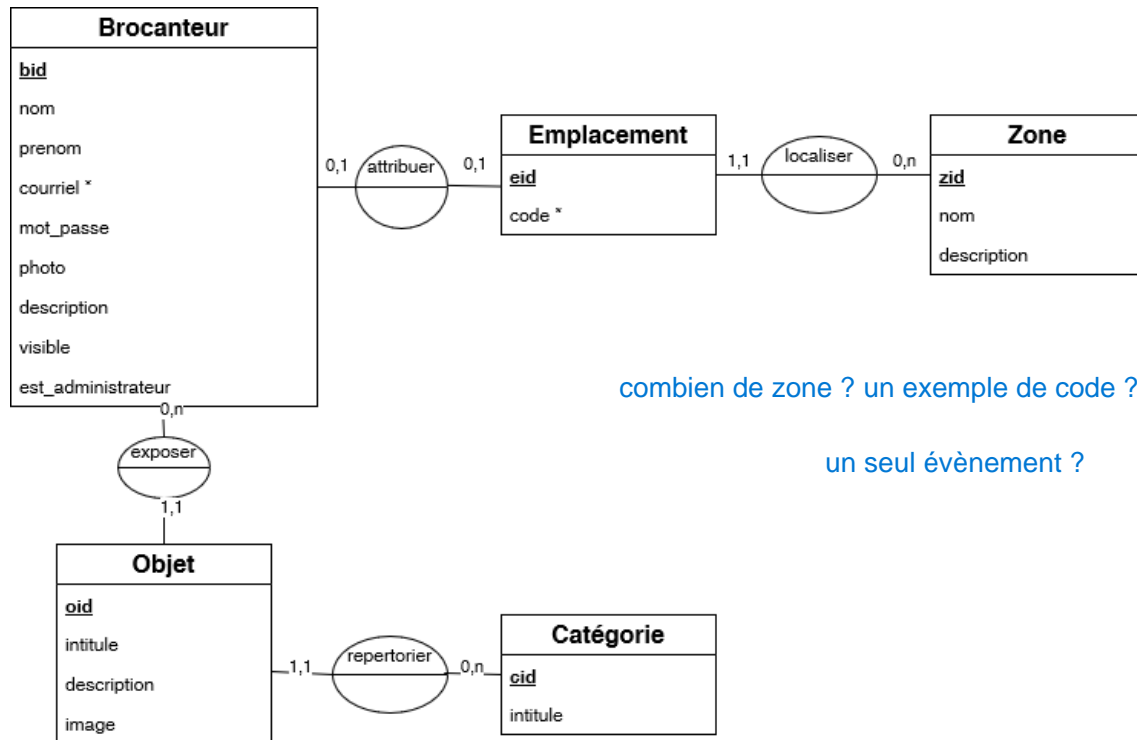 Brocanteur
bid
nom
prenom
courriel *
mot_passe
photo
description
visible
est_administrateur
0,1
attribuer
0,1
Emplacement
eid
code *
1,1
localiser
0,n
Zone
zid
nom
description
combien de zone ? un exemple de code ?
un seul évènement ?
0,n
exposer
1,1
Objet
oid
intitule
description
image
1,1
repertorier
0,n
Catégorie
cid
intitule